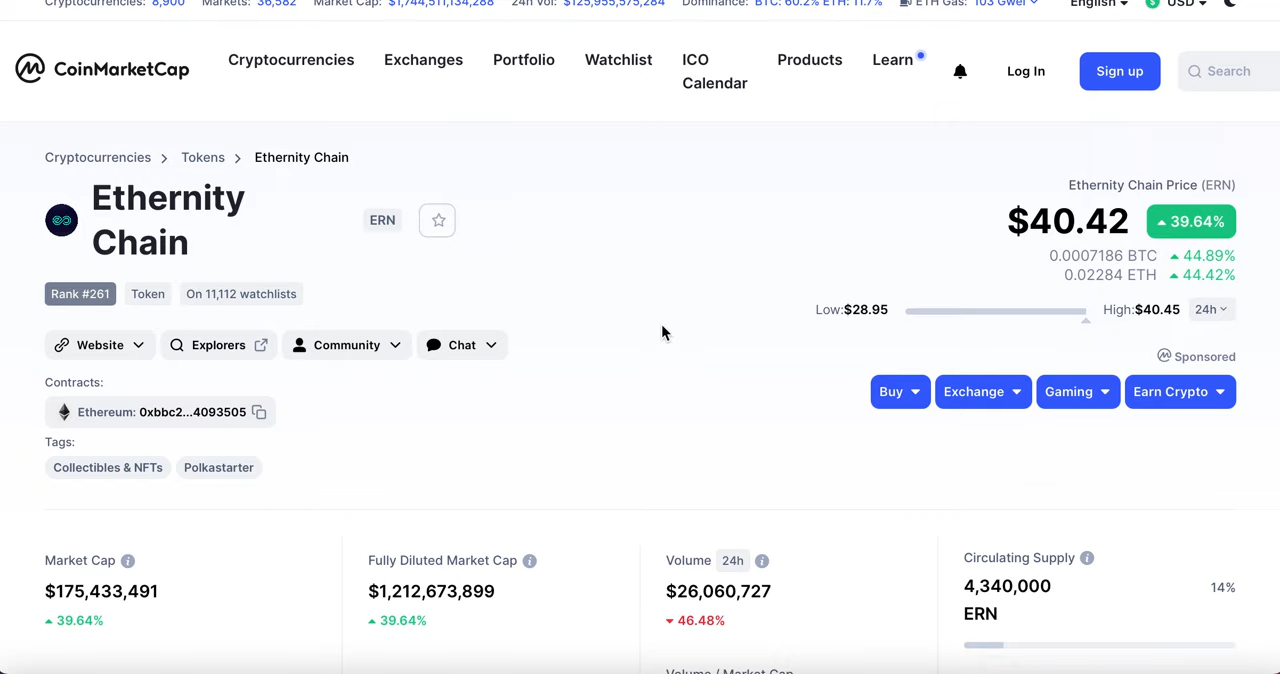 Cryptocurrencies: 8,900 Markets: 36,582 Market Cap: $1,744,511,134,288 24h Vol: $125,955,575,284 Dominance: BTC: 60.2% ETH: 11.7% ETH Gas: 103 Gwei English USD
CoinMarketCap
Cryptocurrencies Exchanges Portfolio Watchlist ICO Calendar Products Learn Log In Sign up Search
Cryptocurrencies Tokens Ethernity Chain
Ethernity Chain Price (ERN)
Ethernity
Chain
ERN
$40.42 39.64%
0.0007186 BTC 44.89%
0.02284 ETH 44.42%
Rank #261 Token On 11,112 watchlists
Low:$28.95 High:$40.45 24h
Website Explorers Community Chat
Sponsored
Contracts:
Buy Exchange Gaming Earn Crypto
Ethereum: 0xbbc2...4093505
Tags:
Collectibles & NFTs Polkastarter
Market Cap
$175,433,491
39.64%
Fully Diluted Market Cap
$1,212,673,899
39.64%
Volume 24h
$26,060,727
46.48%
Volume / Market Cap
Circulating Supply
4,340,000 14%
ERN